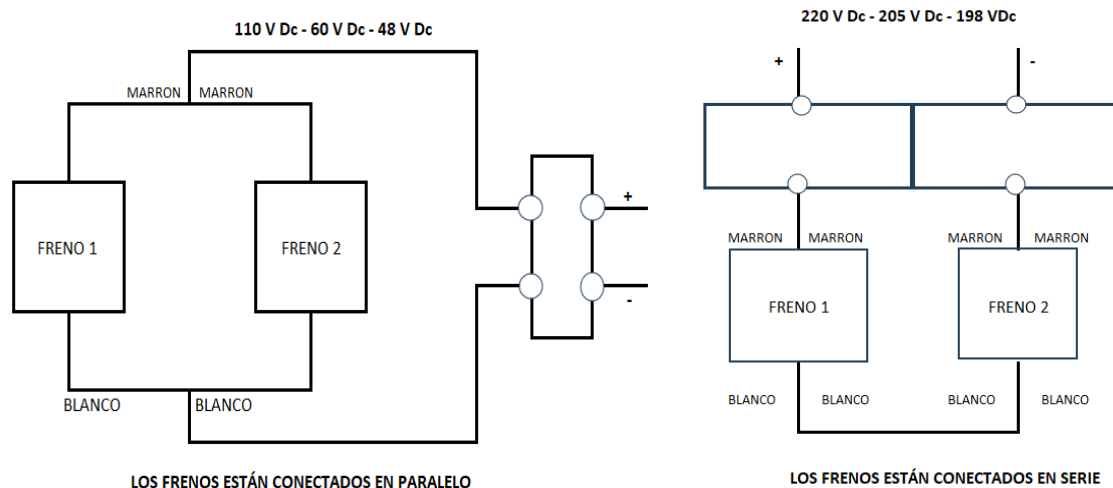 110 V Dc - 60 V Dc - 48 V Dc
MARRON MARRON
FRENO 1 FRENO 2
+
-
BLANCO BLANCO
LOS FRENOS ESTÁN CONECTADOS EN PARALELO
220 V Dc - 205 V Dc - 198 VDc
+ -
MARRON MARRON MARRON MARRON
FRENO 1 FRENO 2
BLANCO BLANCO BLANCO BLANCO
LOS FRENOS ESTÁN CONECTADOS EN SERIE